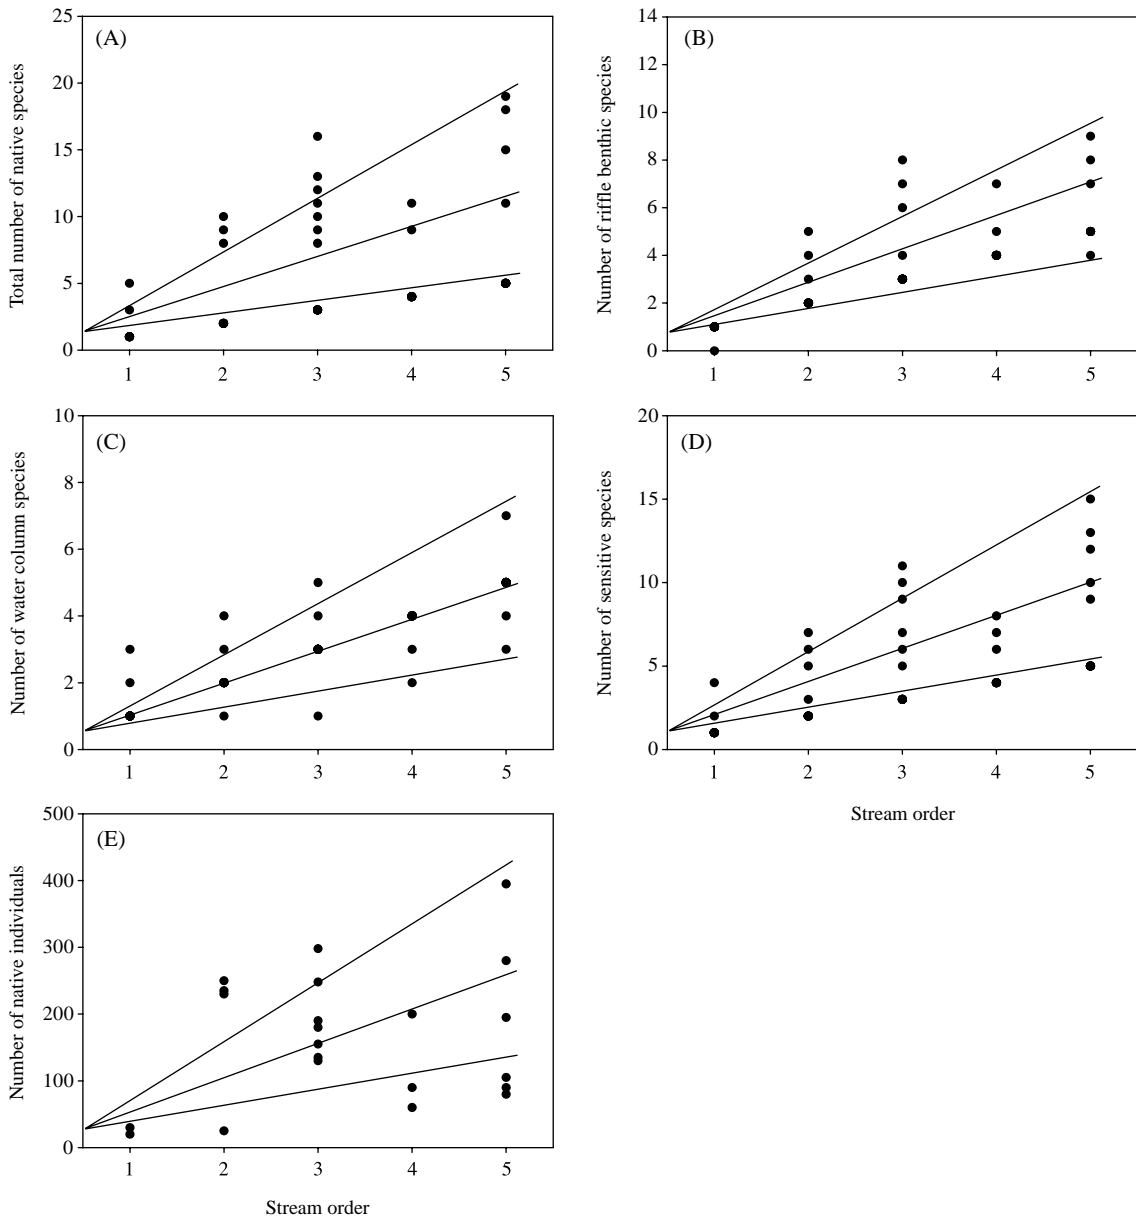 (A)
Total number of native species
25
20
15
10
5
0
1 2 3 4 5
(B)
Number of riffle benthic species
14
12
10
8
6
4
2
0
1 2 3 4 5
(C)
Number of water column species
10
8
6
4
2
0
1 2 3 4 5
(D)
Number of sensitive species
20
15
10
5
0
1 2 3 4 5
Stream order
(E)
Number of native individuals
500
400
300
200
100
0
1 2 3 4 5
Stream order